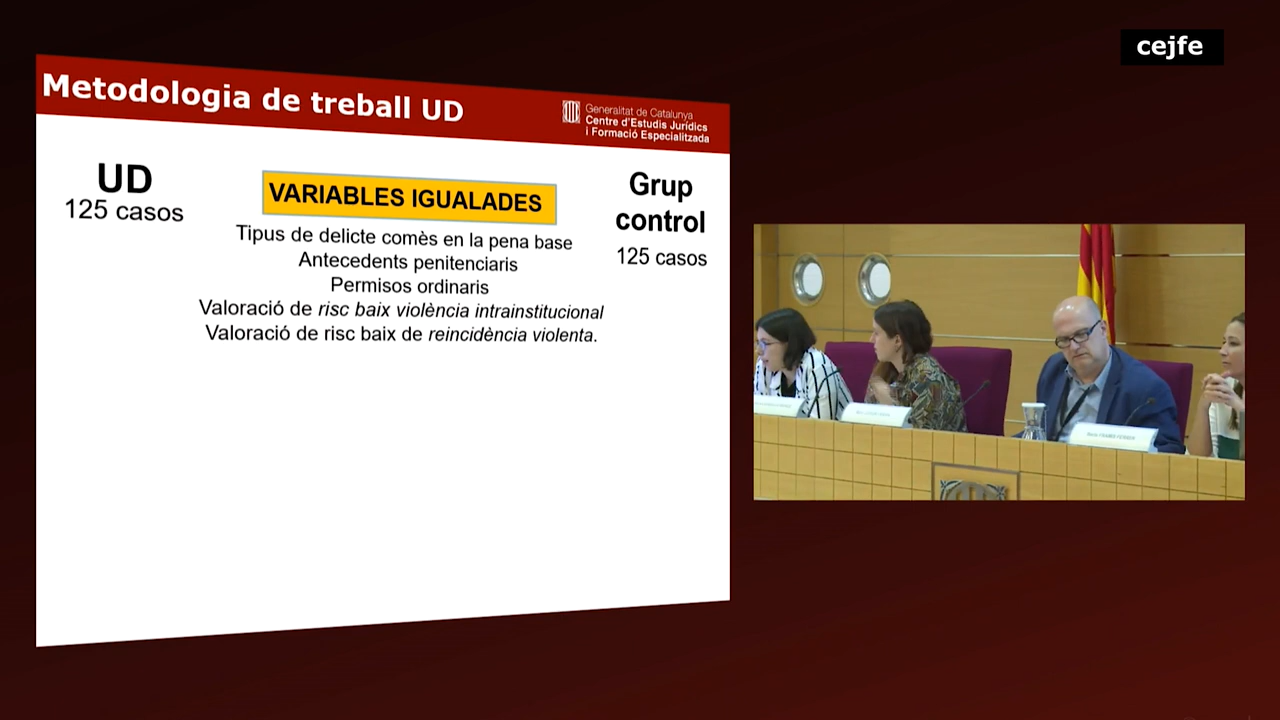 cejfe
Metodologia de treball UD
Generalitat de Catalunya
Centre d'Estudis Jurídics
i Formació Especialitzada
UD
125 casos
VARIABLES IGUALADES
Tipus de delicte comès en la pena base
Antecedents penitenciaris
Permisos ordinaris
Valoració de risc baix violència intrainstitucional
Valoració de risc baix de reincidència violenta.
Grup
control
125 casos